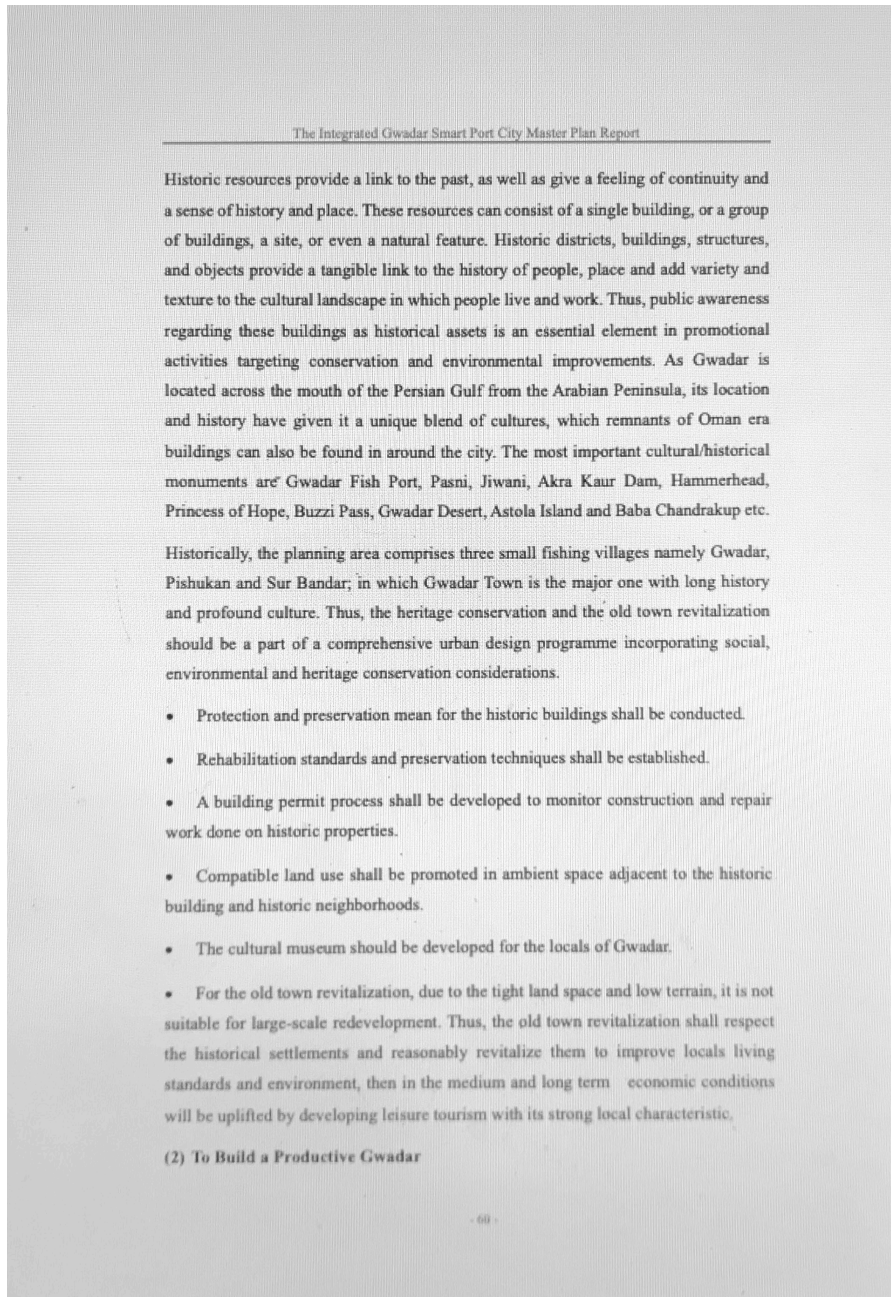 The Integrated Gwadar Smart Port City Master Plan Report
Historic resources provide a link to the past, as well as give a feeling of continuity and
a sense of history and place. These resources can consist of a single building, or a group
of buildings, a site, or even a natural feature. Historic districts, buildings, structures,
and objects provide a tangible link to the history of people, place and add variety and
texture to the cultural landscape in which people live and work. Thus, public awareness
regarding these buildings as historical assets is an essential element in promotional
activities targeting conservation and environmental improvements. As Gwadar is
located across the mouth of the Persian Gulf from the Arabian Peninsula, its location
and history have given it a unique blend of cultures, which remnants of Oman era
buildings can also be found in around the city. The most important cultural/historical
monuments are Gwadar Fish Port, Pasni, Jiwani, Akra Kaur Dam, Hammerhead,
Princess of Hope, Buzzi Pass, Gwadar Desert, Astola Island and Baba Chandrakup etc.
Historically, the planning area comprises three small fishing villages namely Gwadar,
Pishukan and Sur Bandar; in which Gwadar Town is the major one with long history
and profound culture. Thus, the heritage conservation and the old town revitalization
should be a part of a comprehensive urban design programme incorporating social,
environmental and heritage conservation considerations.
• Protection and preservation mean for the historic buildings shall be conducted.
• Rehabilitation standards and preservation techniques shall be established.
• A building permit process shall be developed to monitor construction and repair
work done on historic properties.
• Compatible land use shall be promoted in ambient space adjacent to the historic
building and historic neighborhoods.
• The cultural museum should be developed for the locals of Gwadar.
• For the old town revitalization, due to the tight land space and low terrain, it is not
suitable for large-scale redevelopment. Thus, the old town revitalization shall respect
the historical settlements and reasonably revitalize them to improve locals living
standards and environment, then in the medium and long term economic conditions
will be uplifted by developing leisure tourism with its strong local characteristic.
(2) To Build a Productive Gwadar
- 60 -